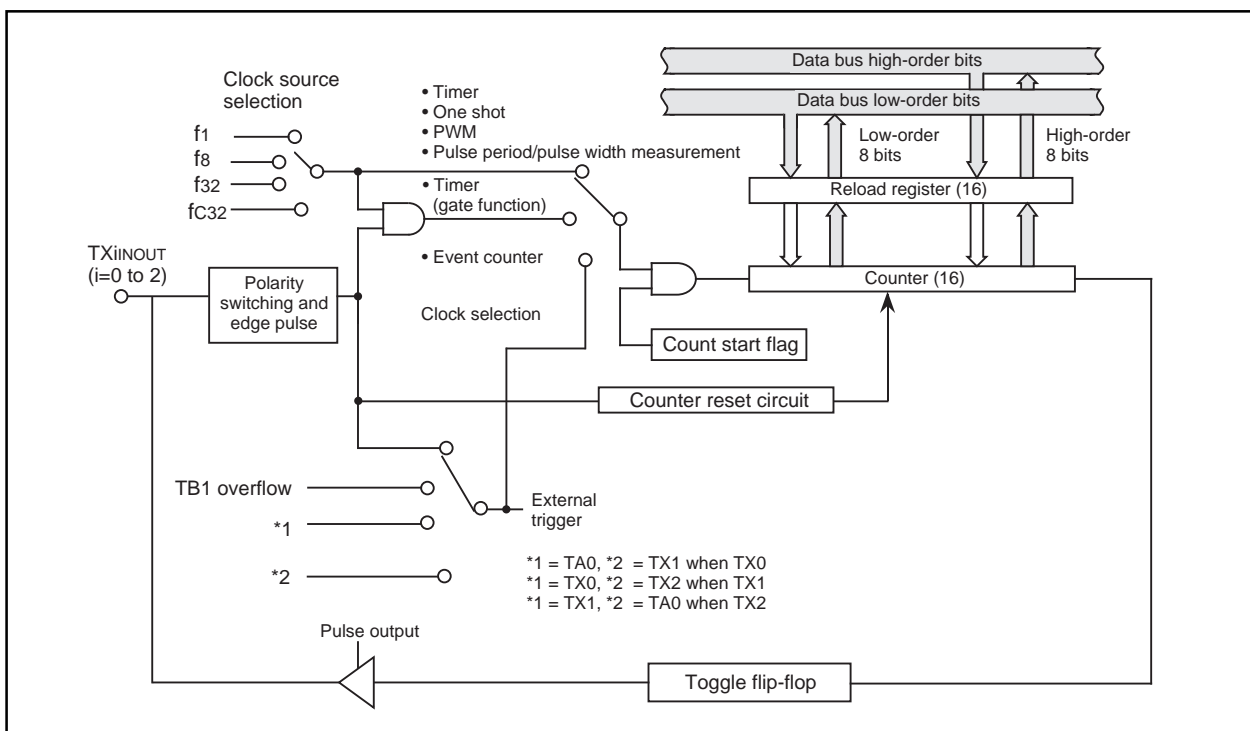 Data bus high-order bits
Data bus low-order bits
Clock source
selection
• Timer
• One shot
• PWM
• Pulse period/pulse width measurement
Low-order
8 bits
High-order
8 bits
f1
f8
f32
fC32
Reload register (16)
• Timer
(gate function)
TXiINOUT
(i=0 to 2)
Polarity
switching and
edge pulse
• Event counter
Counter (16)
Clock selection
Count start flag
Counter reset circuit
TB1 overflow
*1
*2
External
trigger
*1 = TA0, *2 = TX1 when TX0
*1 = TX0, *2 = TX2 when TX1
*1 = TX1, *2 = TA0 when TX2
Pulse output
Toggle flip-flop